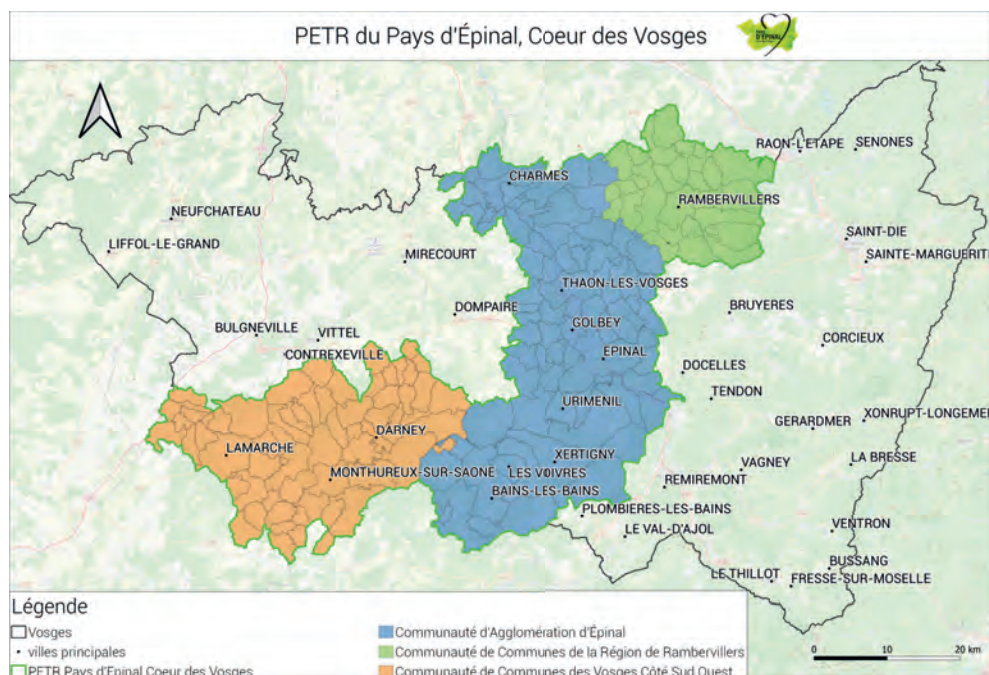 PETR du Pays d'Épinal, Coeur des Vosges
PAYS
D'ÉPINAL
RAON-L'ETAPE
SENONES
CHARMES
RAMBERVILLERS
NEUFCHATEAU
SAINT-DIE
LIFFOL-LE-GRAND
MIRECOURT
SAINTE-MARGUERIT
THAON-LES-VOSGES
DOMPAIRE
BRUYERES
BULGNEVILLE
VITTEL
GOLBEY
CORCIEUX
CONTREXEVILLE
EPINAL
DOCELLES
TENDON
URIMENIL
GERARDMER
XONRUPT-LONGEMER
DARNEY
LAMARCHE
XERTIGNY
LA BRESSE
MONTHUREUX-SUR-SAONE
LES VOIVRES
VAGNEY
BAINS-LES-BAINS
REMIREMONT
PLOMBIERES-LES-BAINS
LE VAL-D'AJOL
VENTRON
BUSSANG
LE THILLOT
FRESSE-SUR-MOSELLE
Légende
Vosges
villes principales
PETR Pays d'Epinal Coeur des Vosges
Communauté d'Agglomération d'Épinal
Communauté de Communes de la Région de Rambervillers
Communauté de Communes des Vosges Côté Sud Ouest
0 10 20 km